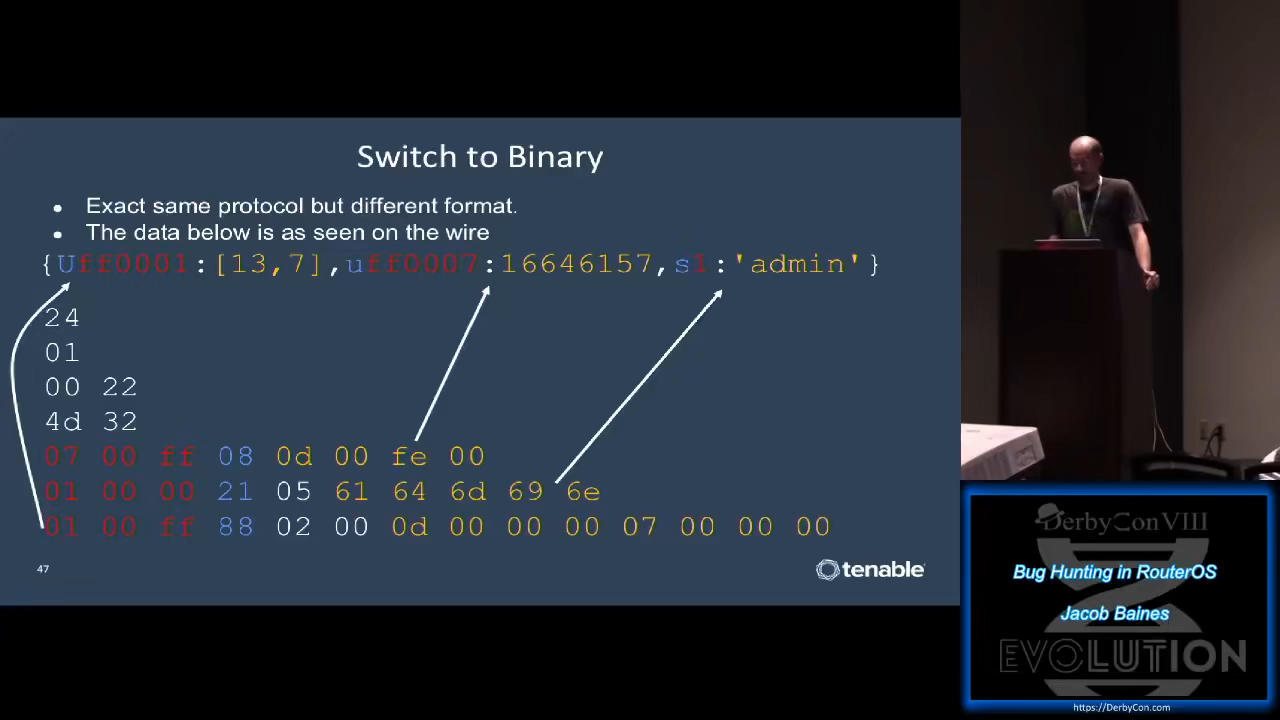 Switch to Binary
● Exact same protocol but different format.
● The data below is as seen on the wire
{Uff0001:[13,7],uff0007:16646157,s1:'admin'}
24
01
00 22
4d 32
07 00 ff 08 0d 00 fe 00
01 00 00 21 05 61 64 6d 69 6e
01 00 ff 88 02 00 0d 00 00 00 07 00 00 00
47
tenable
DerbyCon VIII
Bug Hunting in RouterOS
Jacob Baines
EVOLUTION
https://DerbyCon.com